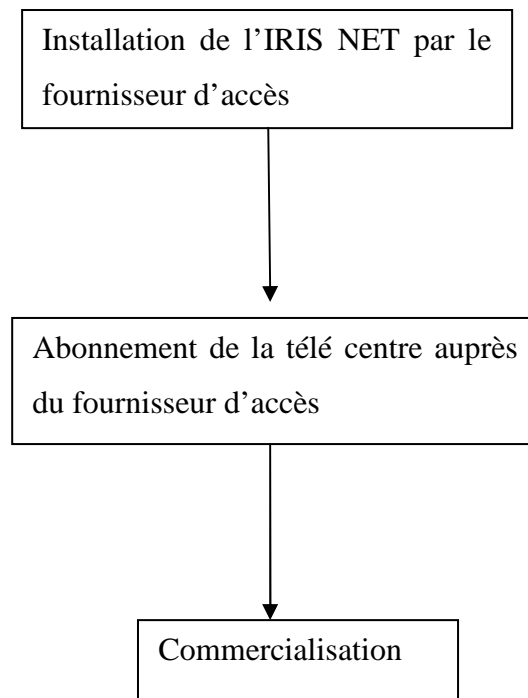 Installation de l’IRIS NET par le
fournisseur d’accès
Abonnement de la télé centre auprès
du fournisseur d’accès
Commercialisation